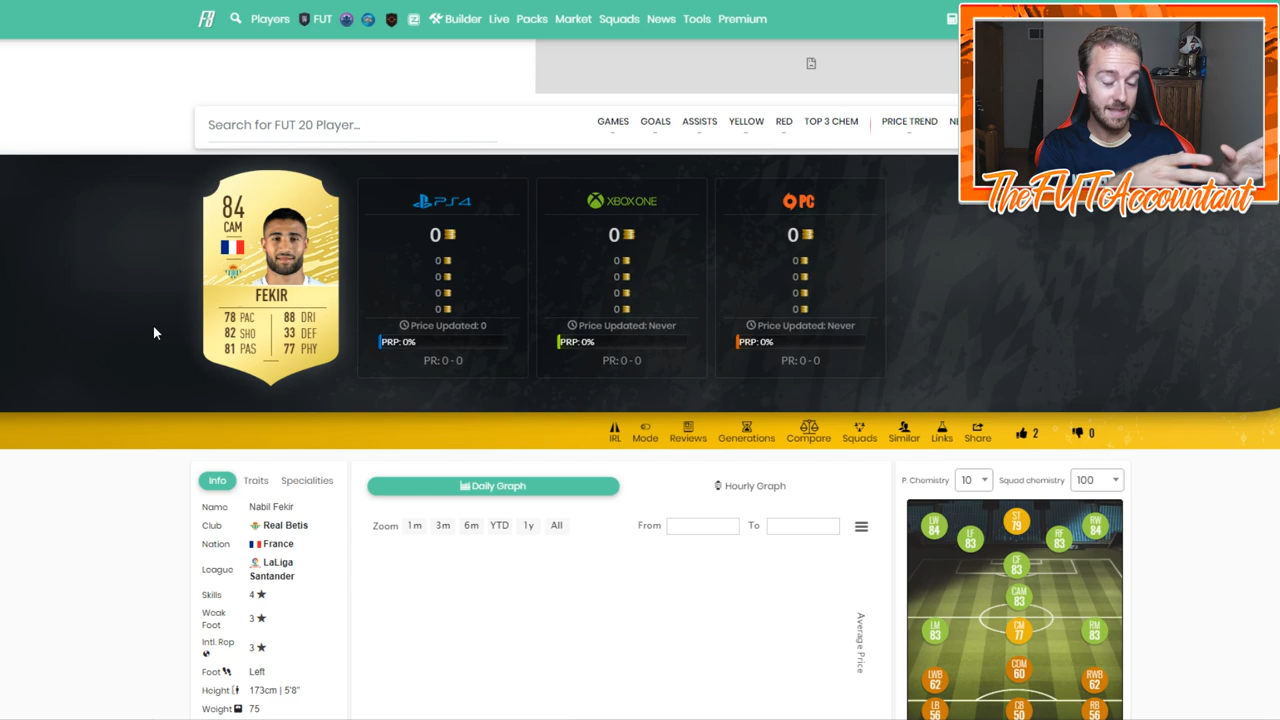 FB Players FUT Builder Live Packs Market Squads News Tools Premium
TheFUTAccountant
Search for FUT 20 Player...
GAMES GOALS ASSISTS YELLOW RED TOP 3 CHEM PRICE TREND
84
CAM
FEKIR
78 PAC 88 DRI
82 SHO 33 DEF
81 PAS 77 PHY
PS4
0
0
0
0
0
Price Updated: 0
PRP: 0%
PR: 0 - 0
XBOX ONE
0
0
0
0
0
Price Updated: Never
PRP: 0%
PR: 0 - 0
PC
0
0
0
0
0
Price Updated: Never
PRP: 0%
PR: 0 - 0
IRL Mode Reviews Generations Compare Squads Similar Links Share 2 0
Info Traits Specialities
Name Nabil Fekir
Club Real Betis
Nation France
League LaLiga
Santander
Skills 4★
Weak
Foot 3★
Intl. Rep 3★
Foot Left
Height 173cm | 5'8"
Weight 75
Daily Graph Hourly Graph
Zoom 1m 3m 6m YTD 1y All From To
Average Price
P. Chemistry 10 Squad chemistry 100
ST
79
LW
84
RW
84
LF
83
RF
83
CF
83
CAM
83
LM
83
CM
77
RM
83
CDM
60
LWB
62
RWB
62
LB
56
CB
50
RB
56